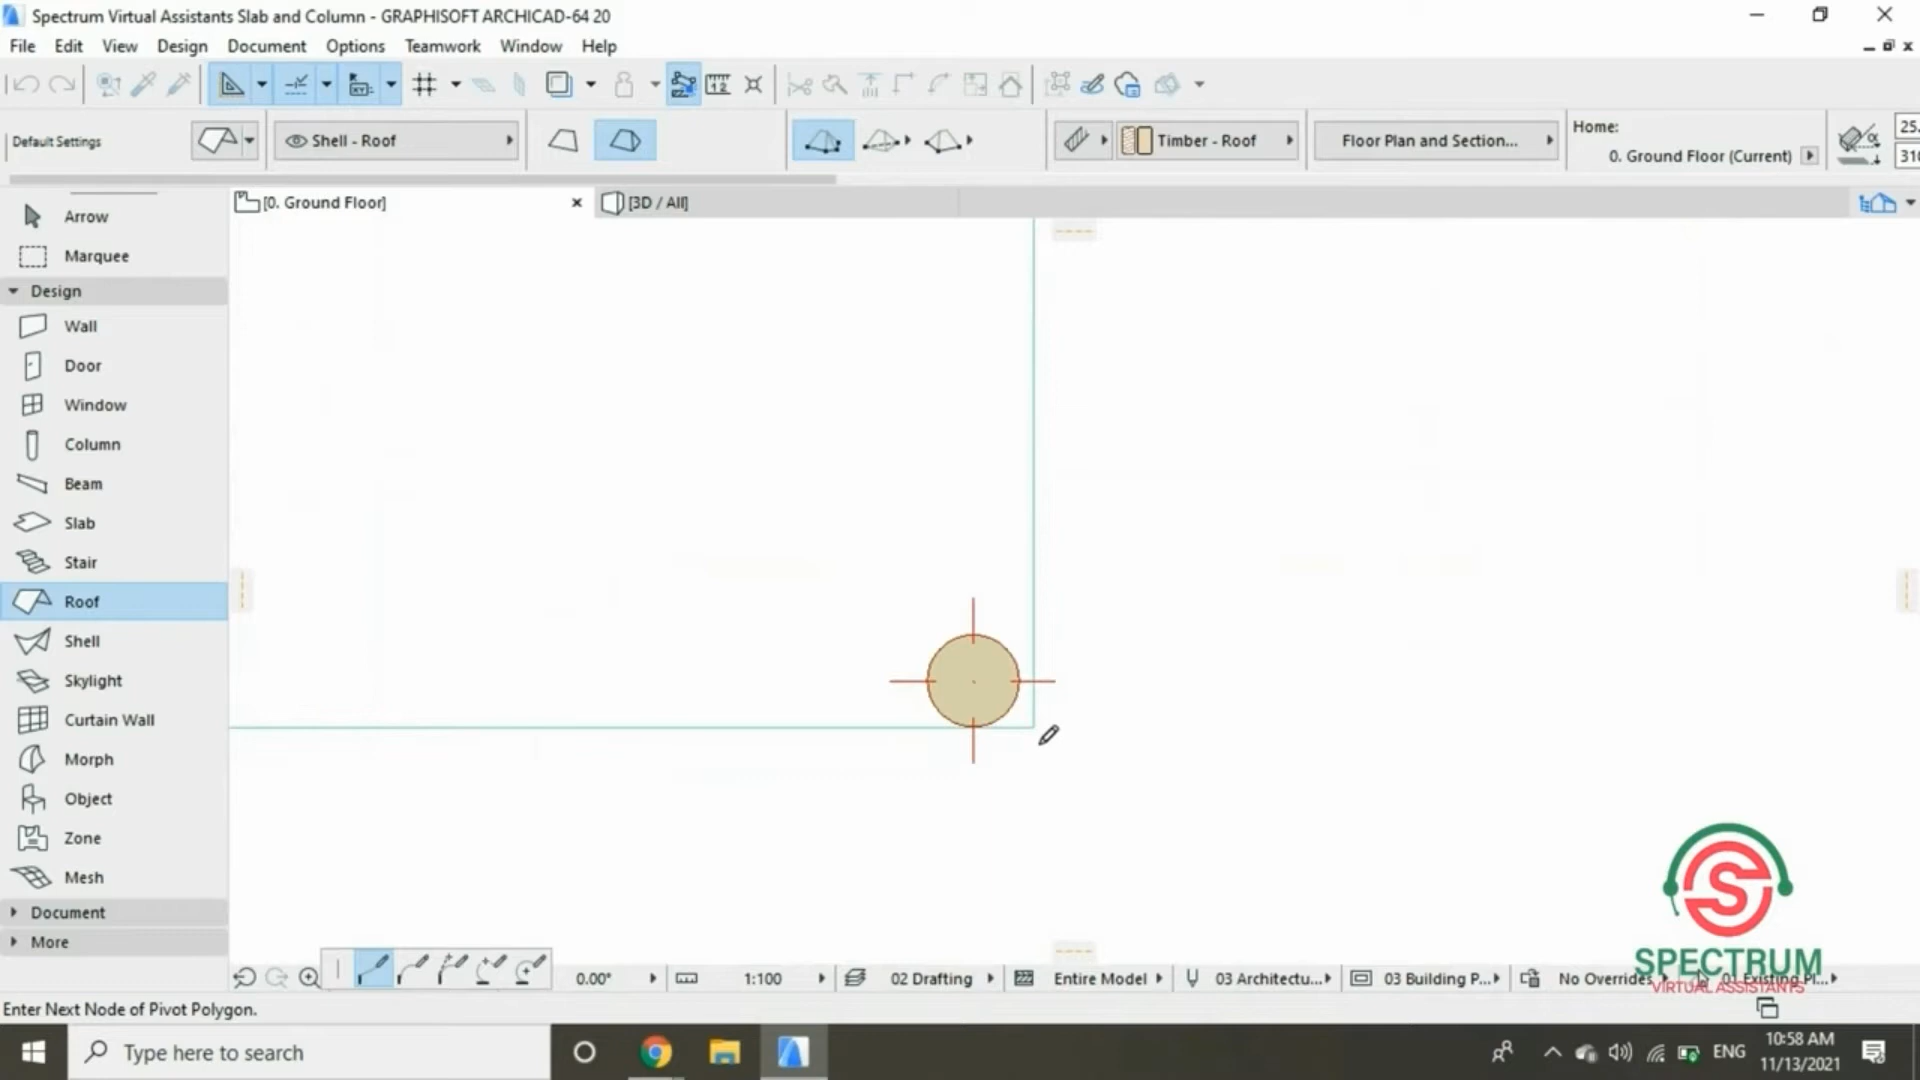 Spectrum Virtual Assistants Slab and Column - GRAPHISOFT ARCHICAD-64 20
File Edit View Design Document Options Teamwork Window Help
Default Settings
Shell - Roof
Timber - Roof
Floor Plan and Section...
Home:
0. Ground Floor (Current)
25.
310
[0. Ground Floor]
[3D / All]
Arrow
Marquee
Design
Wall
Door
Window
Column
Beam
Slab
Stair
Roof
Shell
Skylight
Curtain Wall
Morph
Object
Zone
Mesh
Document
More
SPECTRUM
VIRTUAL ASSISTANTS
0.00°
1:100
02 Drafting
Entire Model
03 Architectu...
03 Building P...
No Overrides
Enter Next Node of Pivot Polygon.
Type here to search
ENG
10:58 AM
11/13/2021